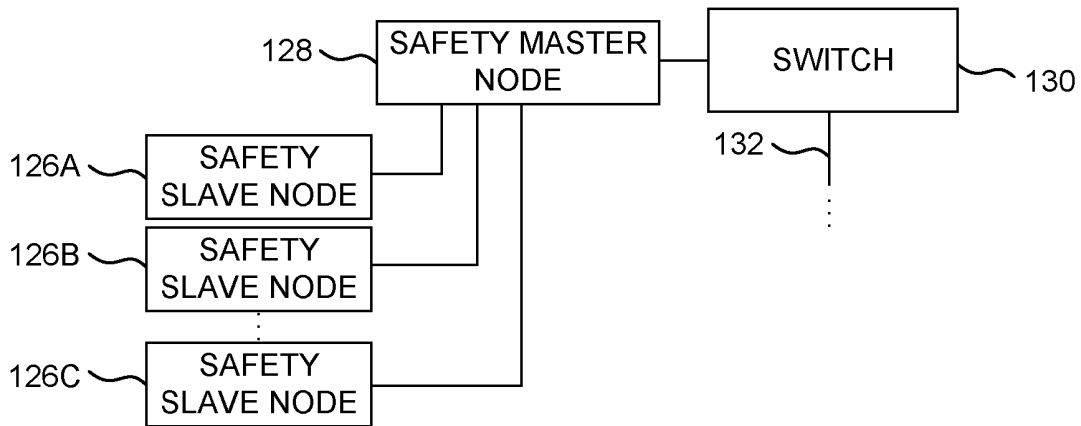 128
SAFETY MASTER
NODE
SWITCH
130
132
126A
SAFETY
SLAVE NODE
126B
SAFETY
SLAVE NODE
126C
SAFETY
SLAVE NODE